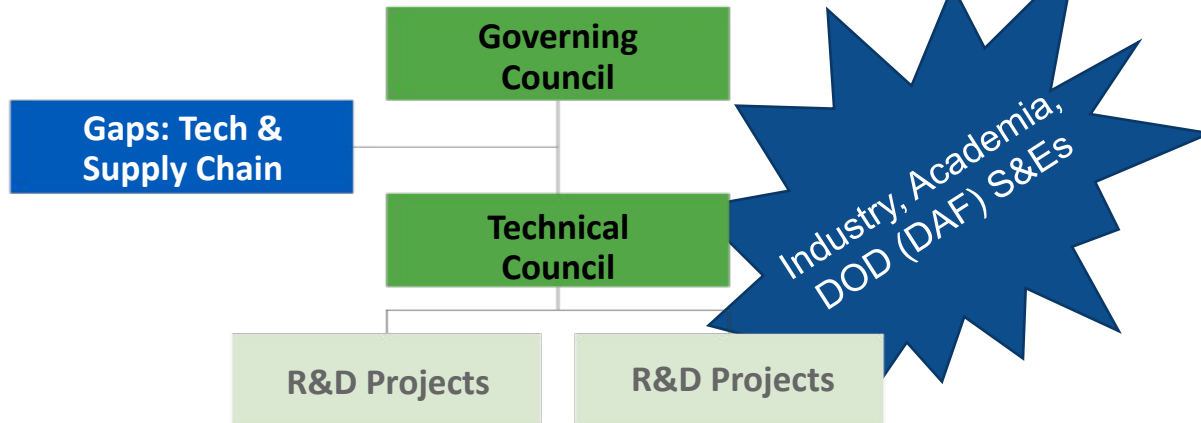 Governing
Council
Gaps: Tech &
Supply Chain
Technical
Council
Industry, Academia,
DOD (DAF) S&Es
R&D Projects
R&D Projects